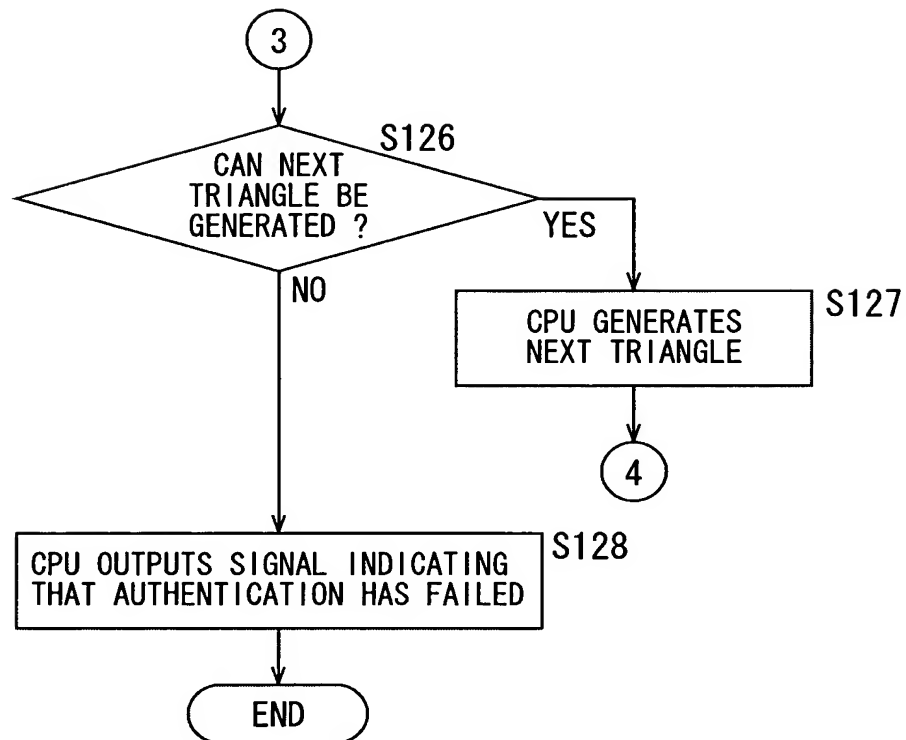 3
S126
CAN NEXT
TRIANGLE BE
GENERATED ?
YES
NO
S127
CPU GENERATES
NEXT TRIANGLE
4
S128
CPU OUTPUTS SIGNAL INDICATING
THAT AUTHENTICATION HAS FAILED
END